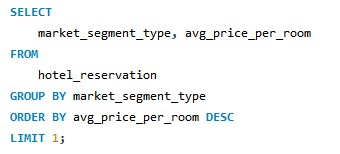 SELECT
    market_segment_type, avg_price_per_room
FROM
    hotel_reservation
GROUP BY market_segment_type
ORDER BY avg_price_per_room DESC
LIMIT 1;